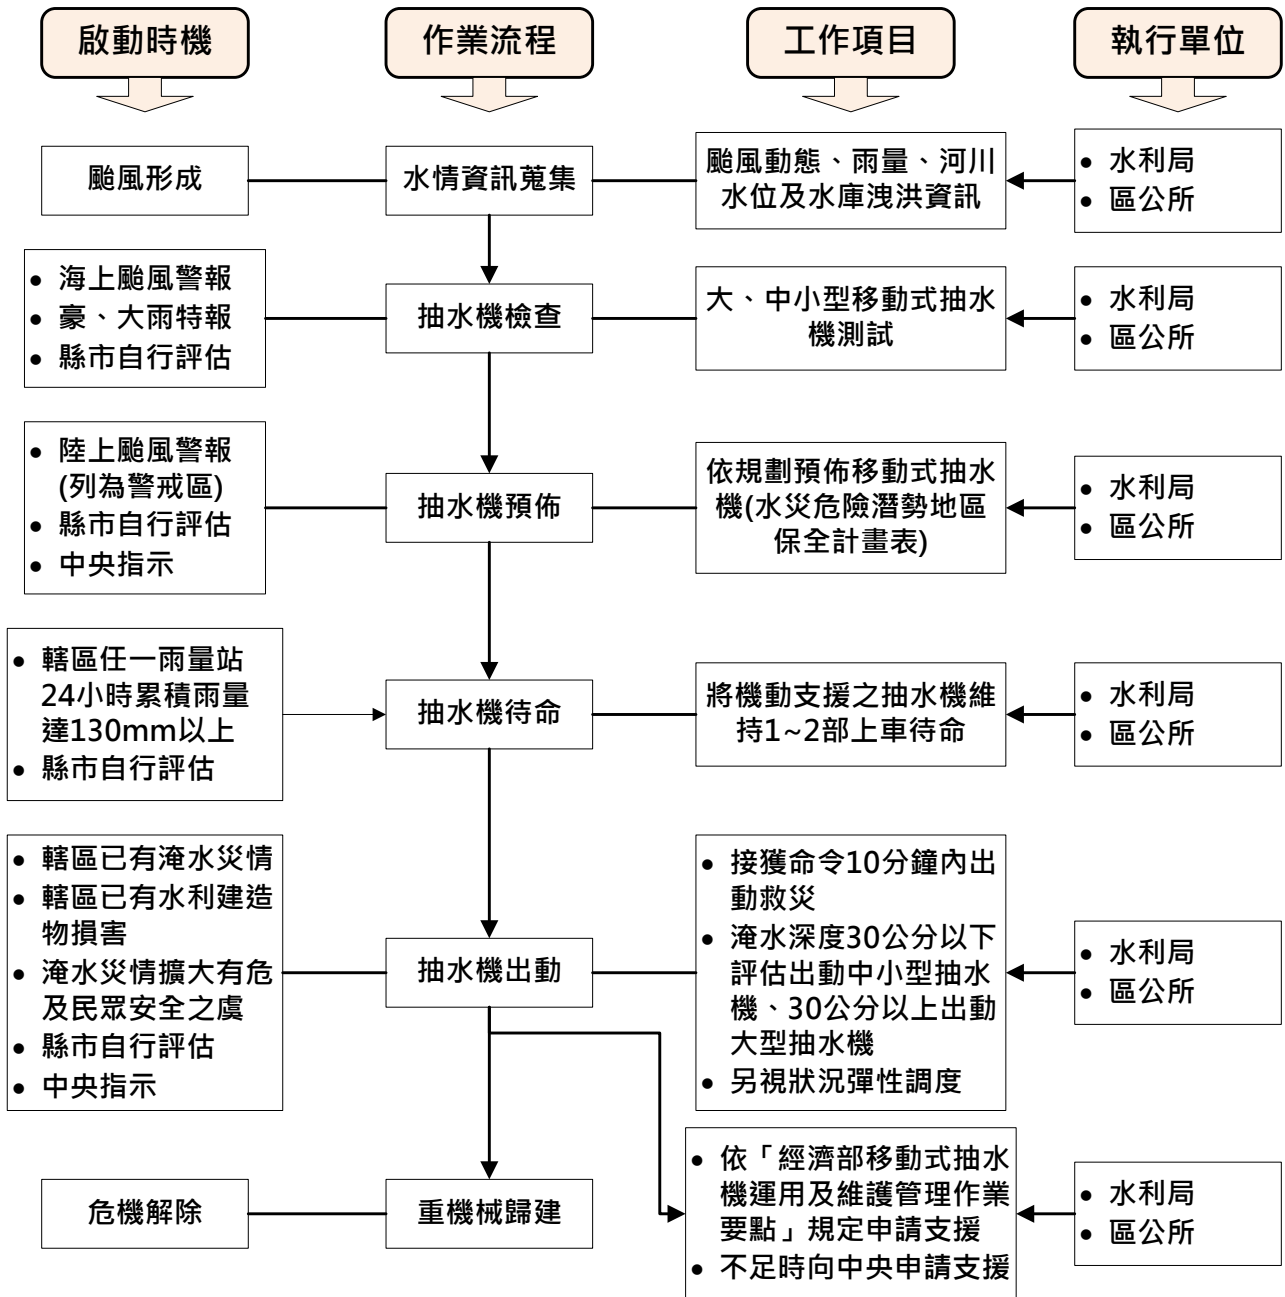 啟動時機
作業流程
工作項目
執行單位
颱風形成
水情資訊蒐集
颱風動態、雨量、河川
水位及水庫洩洪資訊
• 水利局
• 區公所
• 海上颱風警報
• 豪、大雨特報
• 縣市自行評估
抽水機檢查
大、中小型移動式抽水
機測試
• 水利局
• 區公所
• 陸上颱風警報
(列為警戒區)
• 縣市自行評估
• 中央指示
抽水機預佈
依規劃預佈移動式抽水
機(水災危險潛勢地區
保全計畫表)
• 水利局
• 區公所
• 轄區任一雨量站
24小時累積雨量
達130mm以上
• 縣市自行評估
抽水機待命
將機動支援之抽水機維
持1~2部上車待命
• 水利局
• 區公所
• 轄區已有淹水災情
• 轄區已有水利建造
物損害
• 淹水災情擴大有危
及民眾安全之虞
• 縣市自行評估
• 中央指示
抽水機出動
• 接獲命令10分鐘內出
動救災
• 淹水深度30公分以下
評估出動中小型抽水
機、30公分以上出動
大型抽水機
• 另視狀況彈性調度
• 水利局
• 區公所
危機解除
重機械歸建
• 依「經濟部移動式抽水
機運用及維護管理作業
要點」規定申請支援
• 不足時向中央申請支援
• 水利局
• 區公所